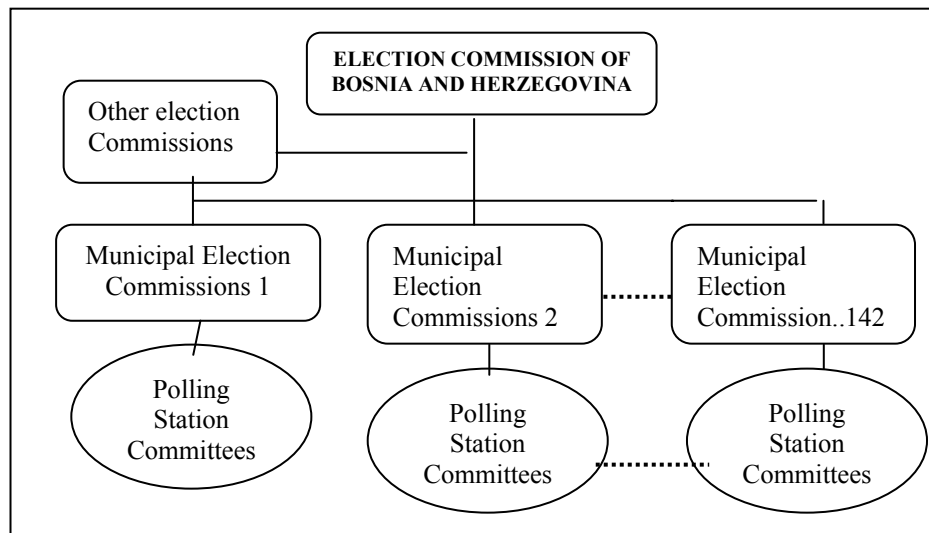 ELECTION COMMISSION OF
BOSNIA AND HERZEGOVINA
Other election
Commissions
Municipal Election
Commissions 1
Municipal
Election
Commissions 2
Municipal
Election
Commission..142
Polling
Station
Committees
Polling
Station
Committees
Polling
Station
Committees